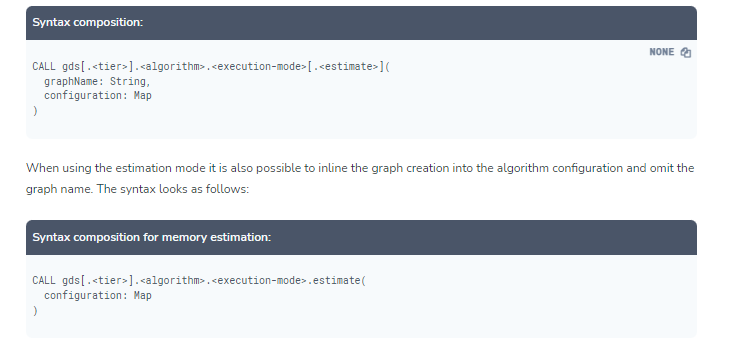 Syntax composition:
NONE
CALL gds[.<tier>].<algorithm>.<execution-mode>[.<estimate>](
  graphName: String,
  configuration: Map
)
When using the estimation mode it is also possible to inline the graph creation into the algorithm configuration and omit the
graph name. The syntax looks as follows:
Syntax composition for memory estimation:
CALL gds[.<tier>].<algorithm>.<execution-mode>.estimate(
  configuration: Map
)